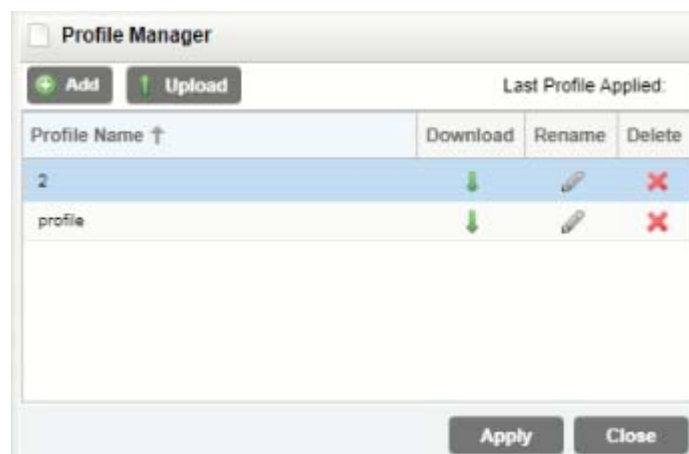 Profile Manager
Add Upload Last Profile Applied:
Profile Name Download Rename Delete
2
profile
Apply Close